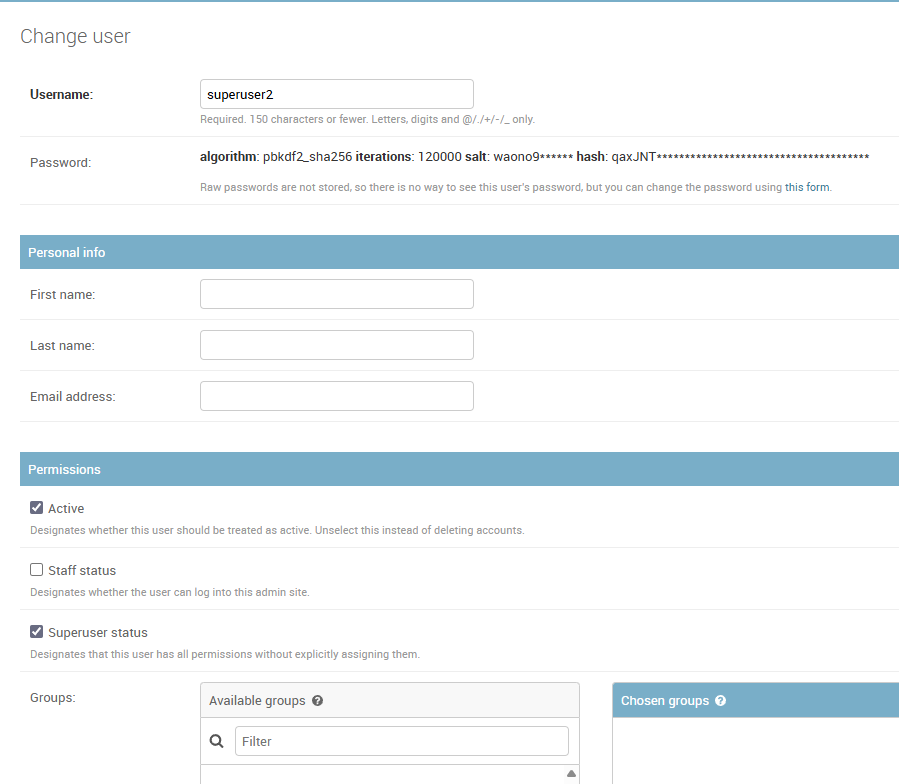 Change user
Username:
superuser2
Required. 150 characters or fewer. Letters, digits and @/./+/-/_ only.
Password:
algorithm: pbkdf2_sha256 iterations: 120000 salt: waono9****** hash: qaxJNT**************************************
Raw passwords are not stored, so there is no way to see this user's password, but you can change the password using this form.
Personal info
First name:
Last name:
Email address:
Permissions
Active
Designates whether this user should be treated as active. Unselect this instead of deleting accounts.
Staff status
Designates whether the user can log into this admin site.
Superuser status
Designates that this user has all permissions without explicitly assigning them.
Groups:
Available groups ?
Filter
Chosen groups ?